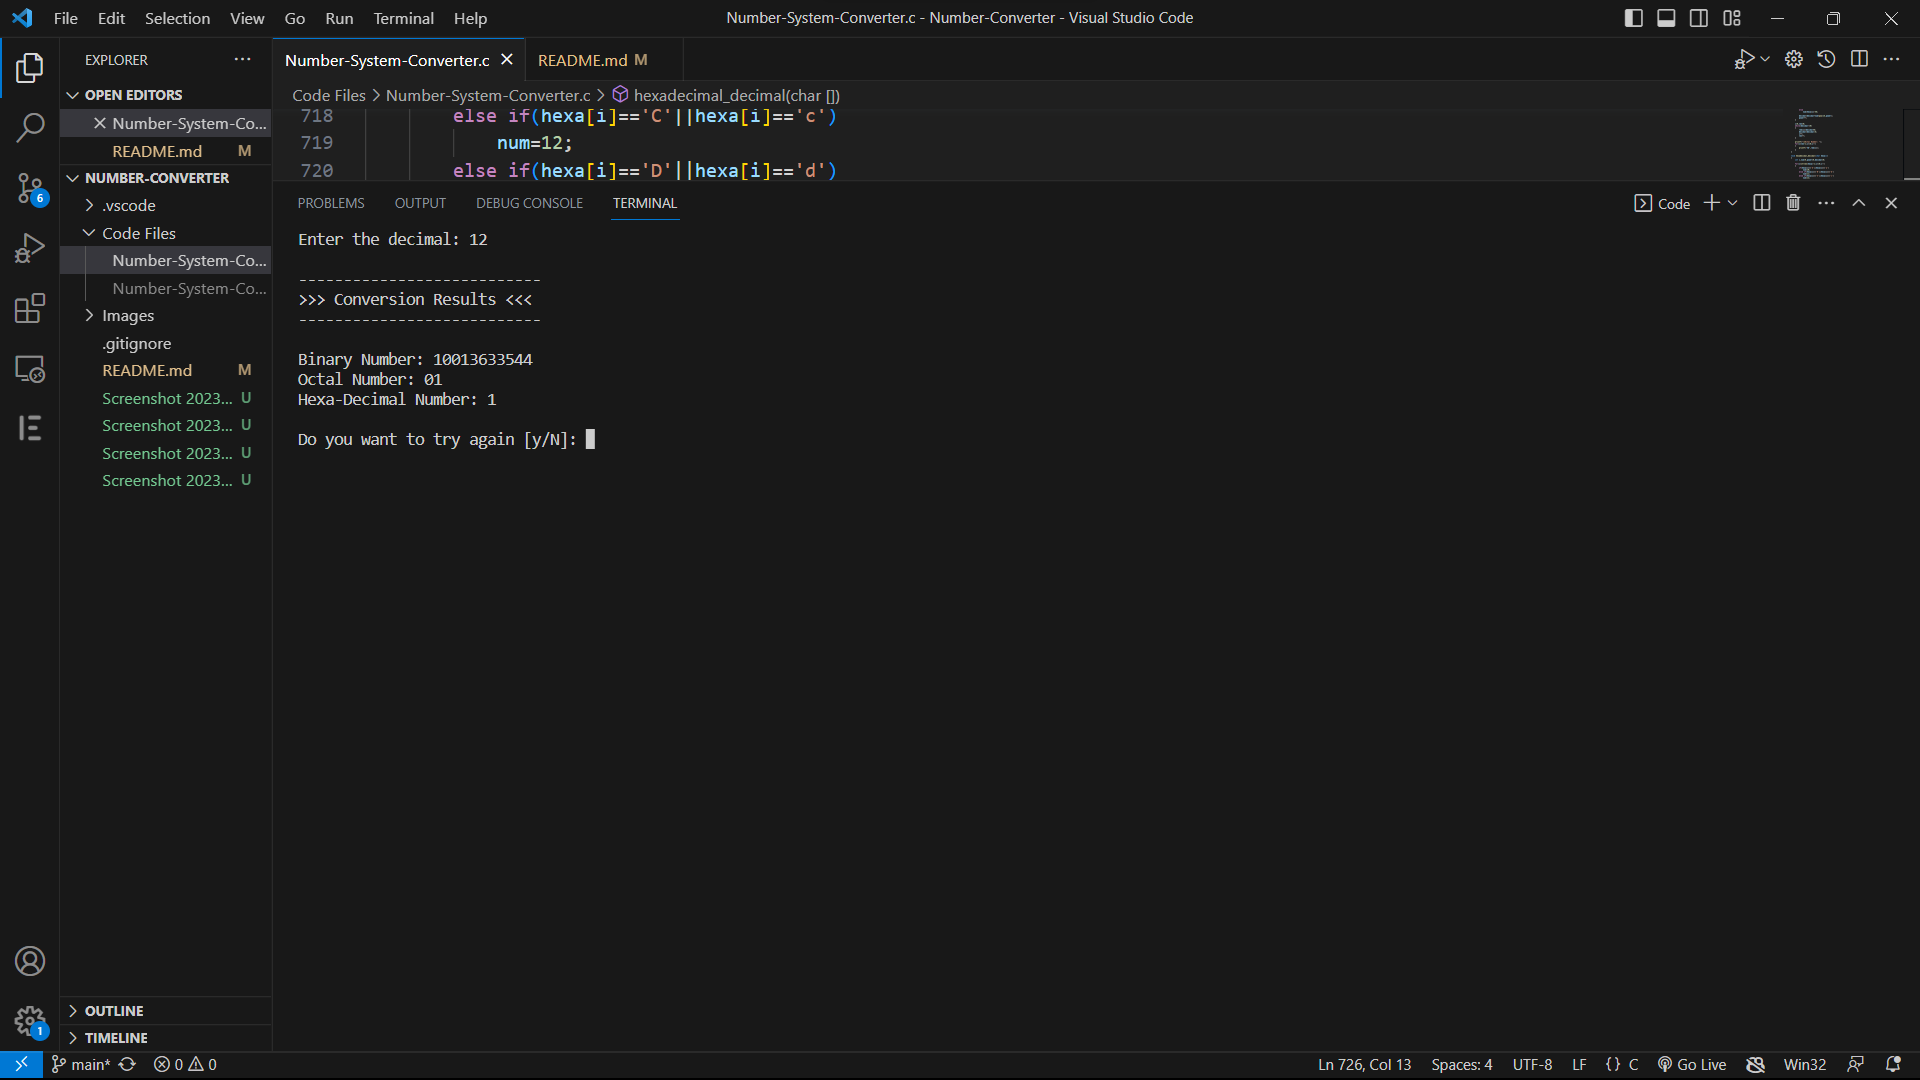 File Edit Selection View Go Run Terminal Help
Number-System-Converter.c - Number-Converter - Visual Studio Code
EXPLORER
OPEN EDITORS
Number-System-Co...
README.md M
NUMBER-CONVERTER
.vscode
Code Files
Number-System-Co...
Number-System-Co...
Images
.gitignore
README.md M
Screenshot 2023... U
Screenshot 2023... U
Screenshot 2023... U
Screenshot 2023... U
OUTLINE
TIMELINE
6
1
Number-System-Converter.c README.md M
Code Files > Number-System-Converter.c > hexadecimal_decimal(char [])
718 else if(hexa[i]=='C'||hexa[i]=='c')
719 num=12;
720 else if(hexa[i]=='D'||hexa[i]=='d')
PROBLEMS OUTPUT DEBUG CONSOLE TERMINAL
Code
Enter the decimal: 12
---------------------------
>>> Conversion Results <<<
---------------------------
Binary Number: 10013633544
Octal Number: 01
Hexa-Decimal Number: 1
Do you want to try again [y/N]:
main* 0 0
Ln 726, Col 13 Spaces: 4 UTF-8 LF {} C Go Live Win32